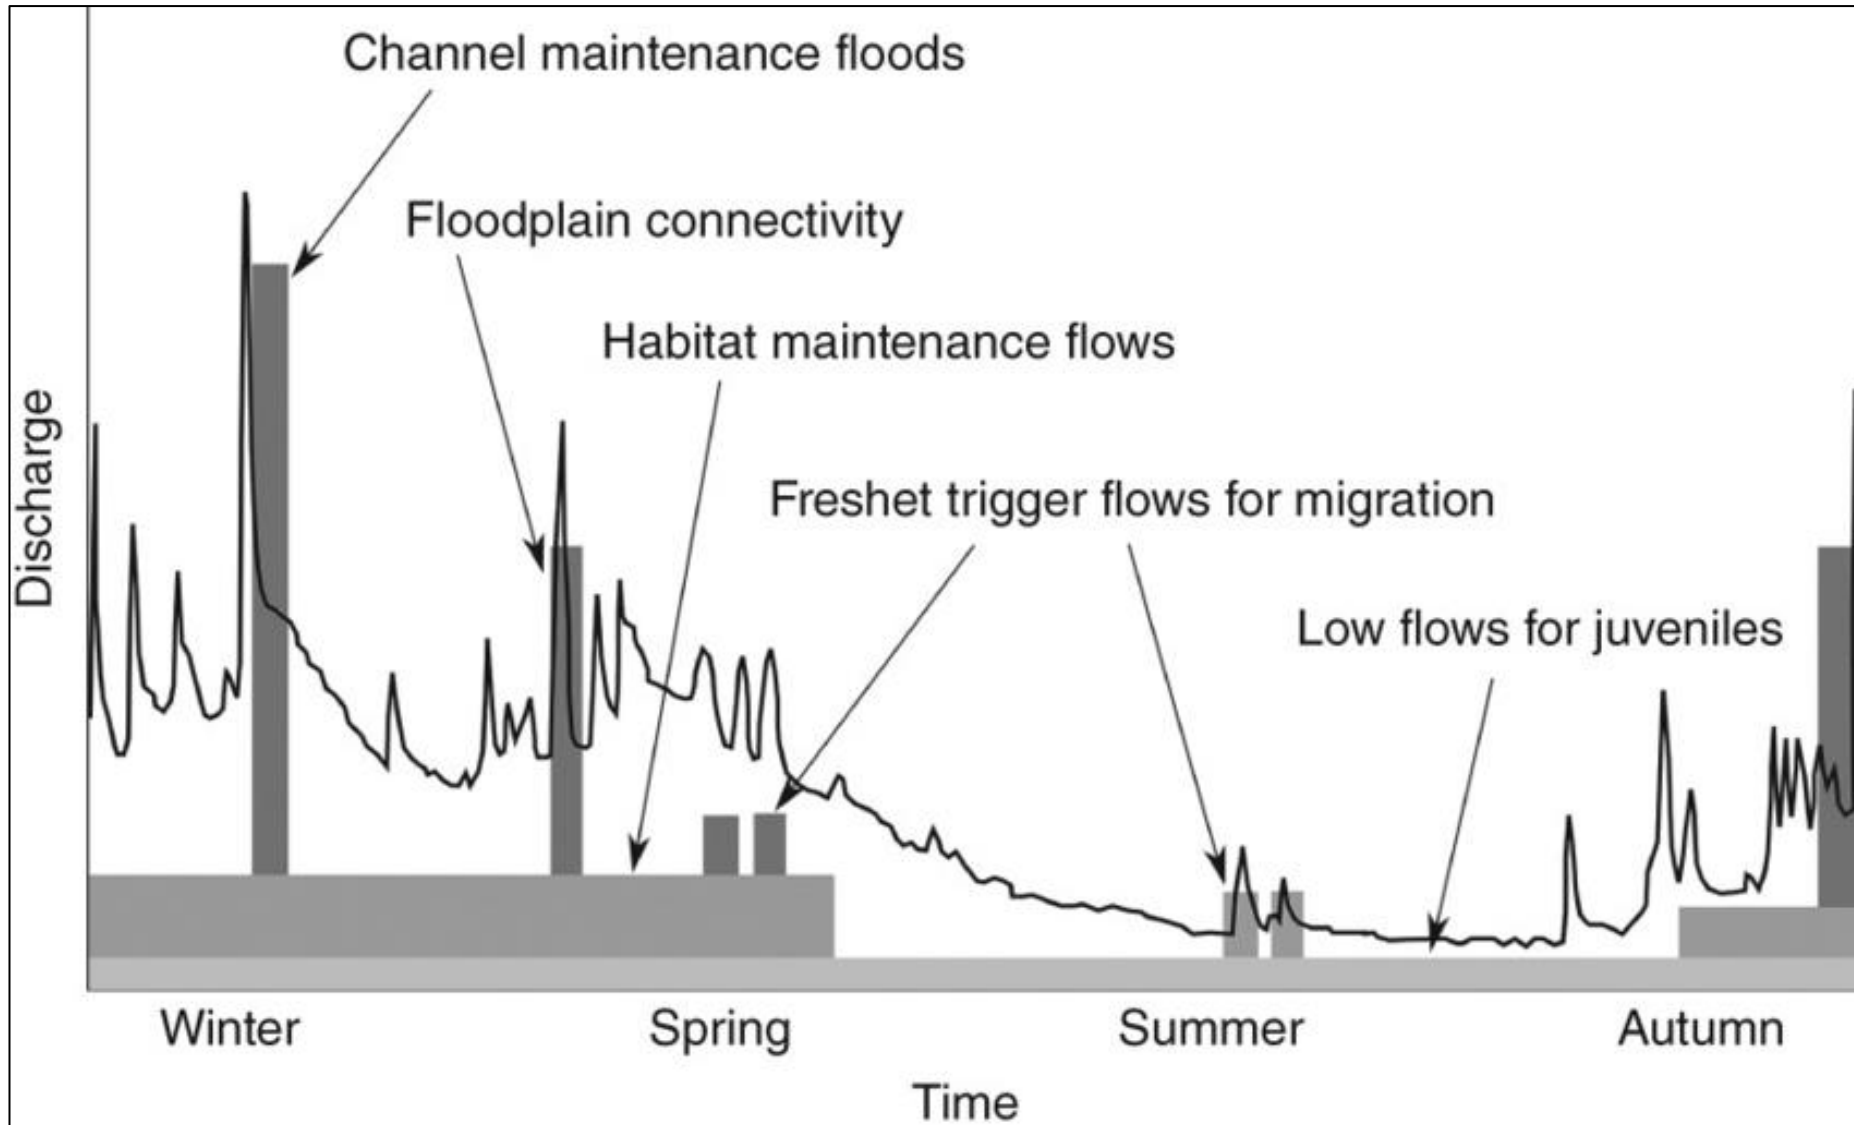 Channel maintenance floods
Floodplain connectivity
Habitat maintenance flows
Freshet trigger flows for migration
Low flows for juveniles
Discharge
Winter
Spring
Summer
Autumn
Time